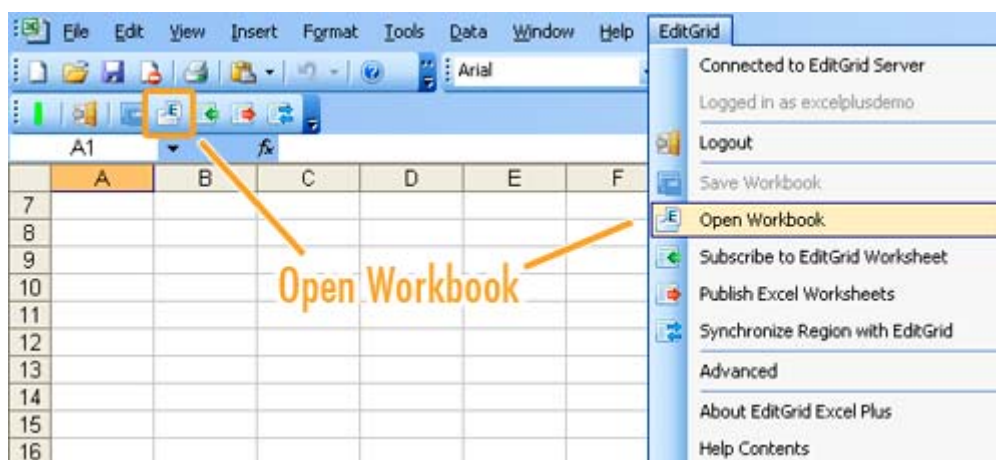 File Edit View Insert Format Tools Data Window Help EditGrid
Arial
A1 fx
A B C D E F
7
8
9
10
11
12
13
14
15
16
Open Workbook
Connected to EditGrid Server
Logged in as excelplusdemo
Logout
Save Workbook
Open Workbook
Subscribe to EditGrid Worksheet
Publish Excel Worksheets
Synchronize Region with EditGrid
Advanced
About EditGrid Excel Plus
Help Contents